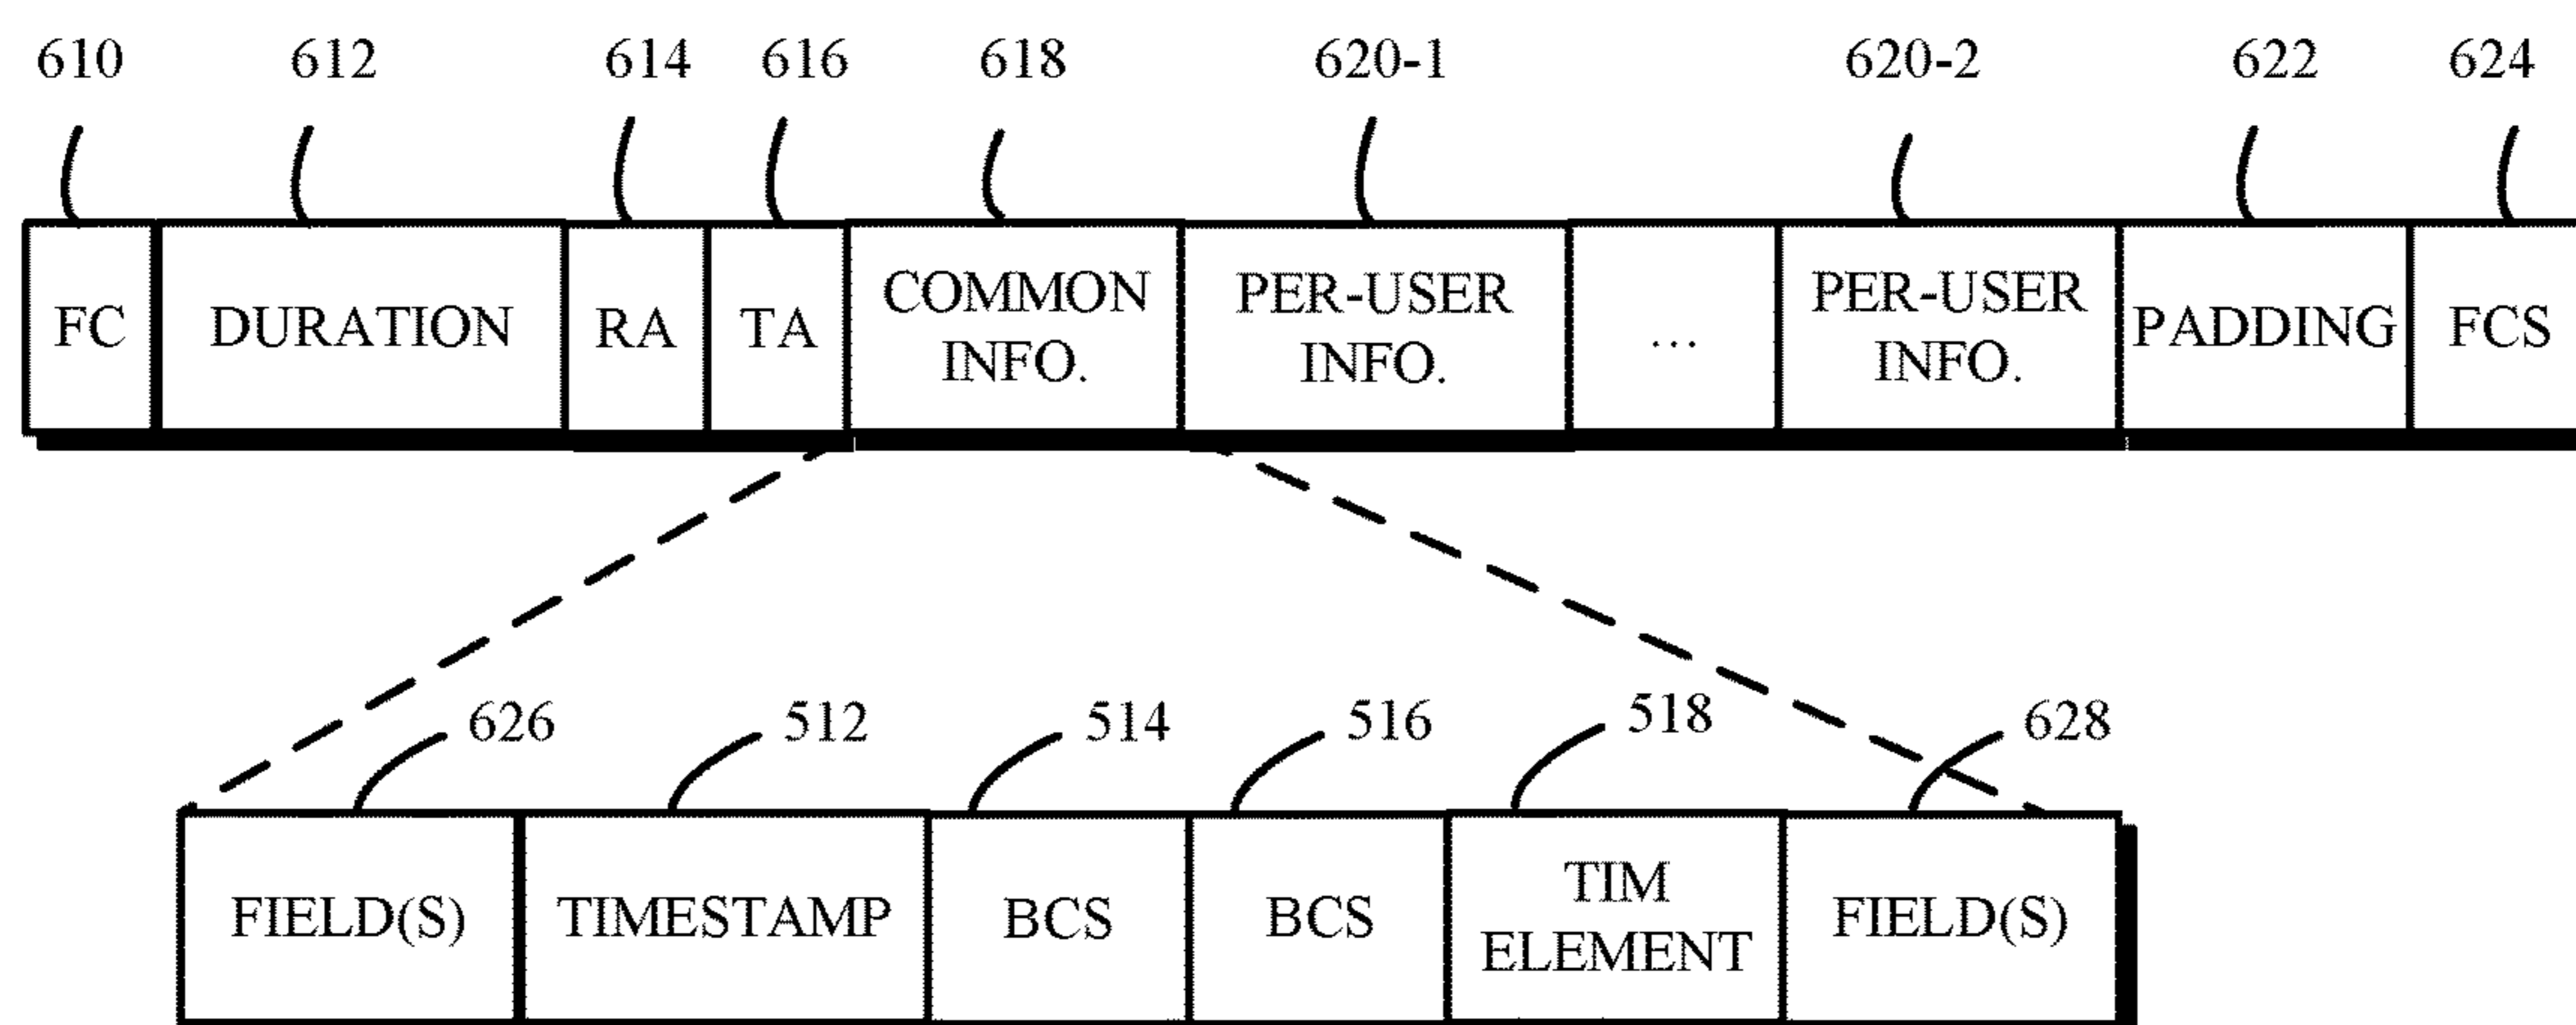 610 612 614 616 618 620-1 620-2 622 624
FC DURATION RA TA COMMON INFO. PER-USER INFO. ... PER-USER INFO. PADDING FCS
626 512 514 516 518 628
FIELD(S) TIMESTAMP BCS BCS TIM ELEMENT FIELD(S)